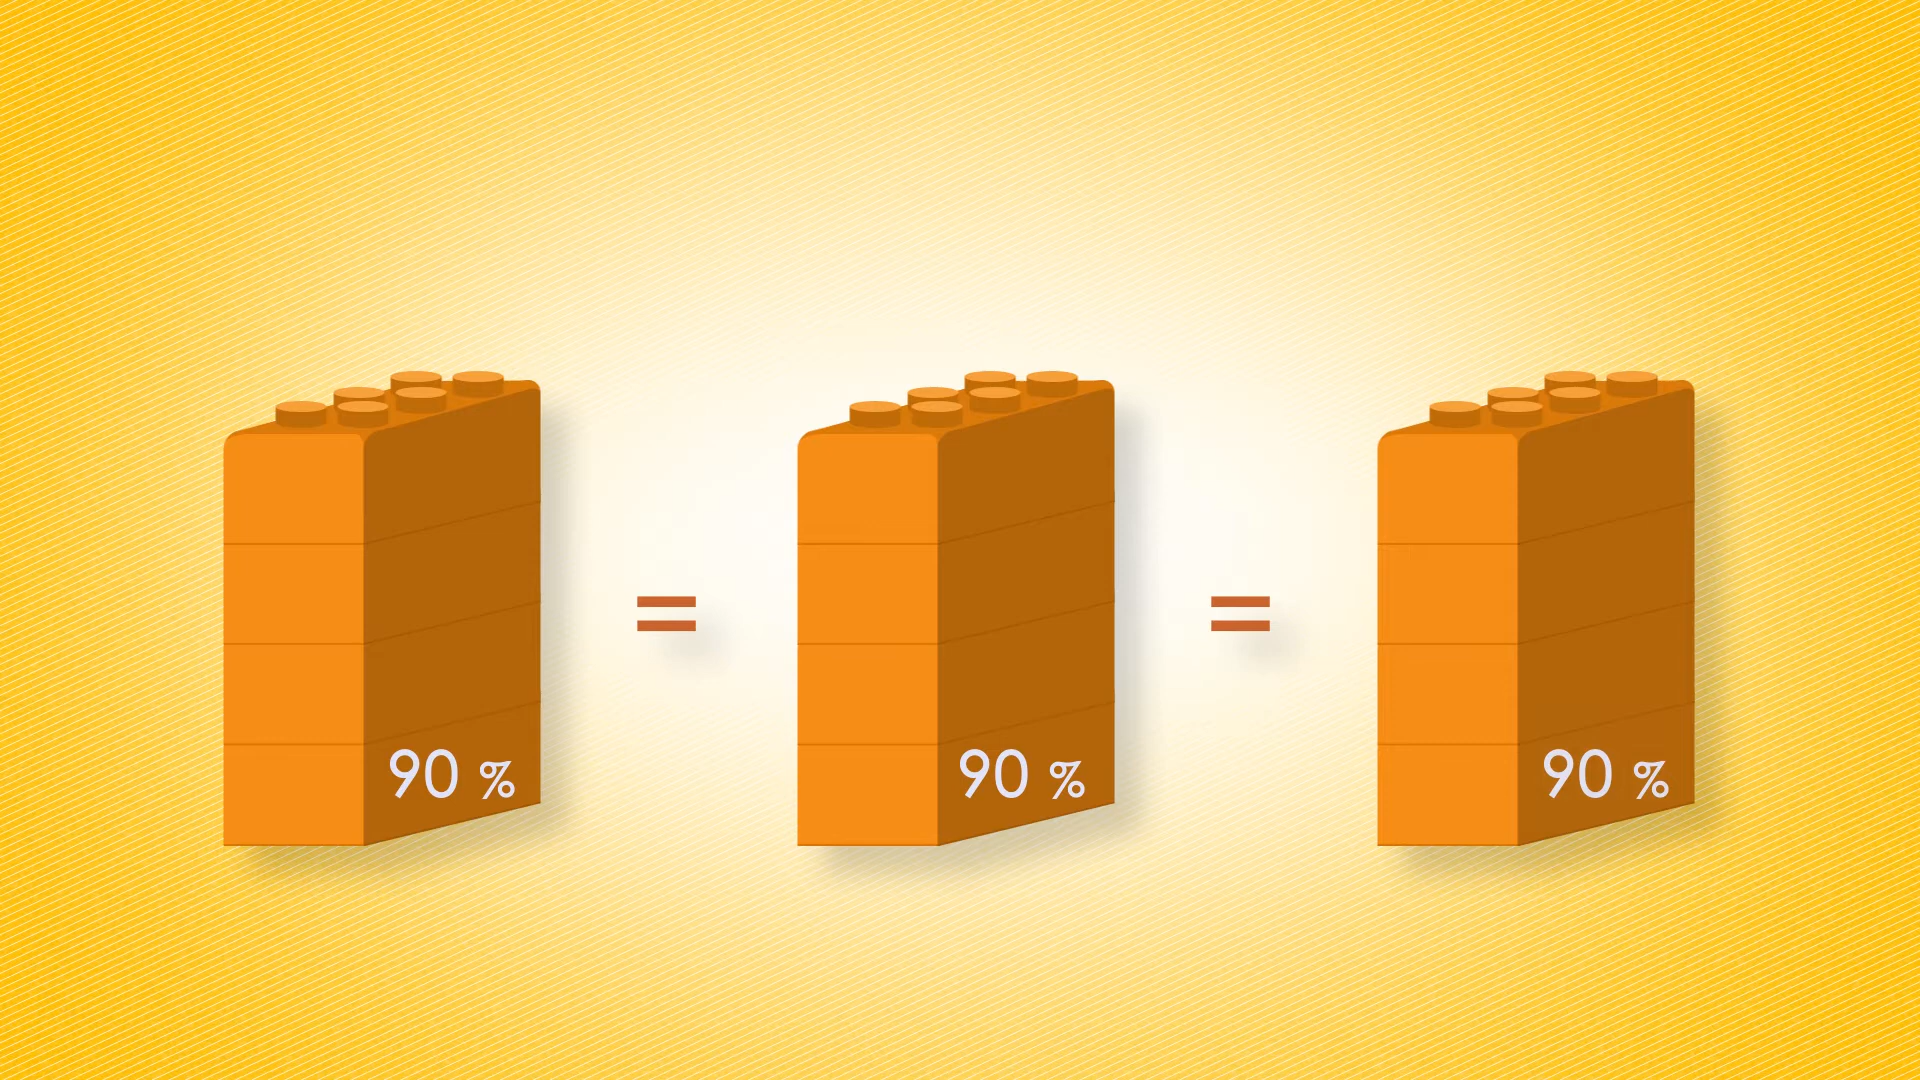 90 % = 90 % = 90 %